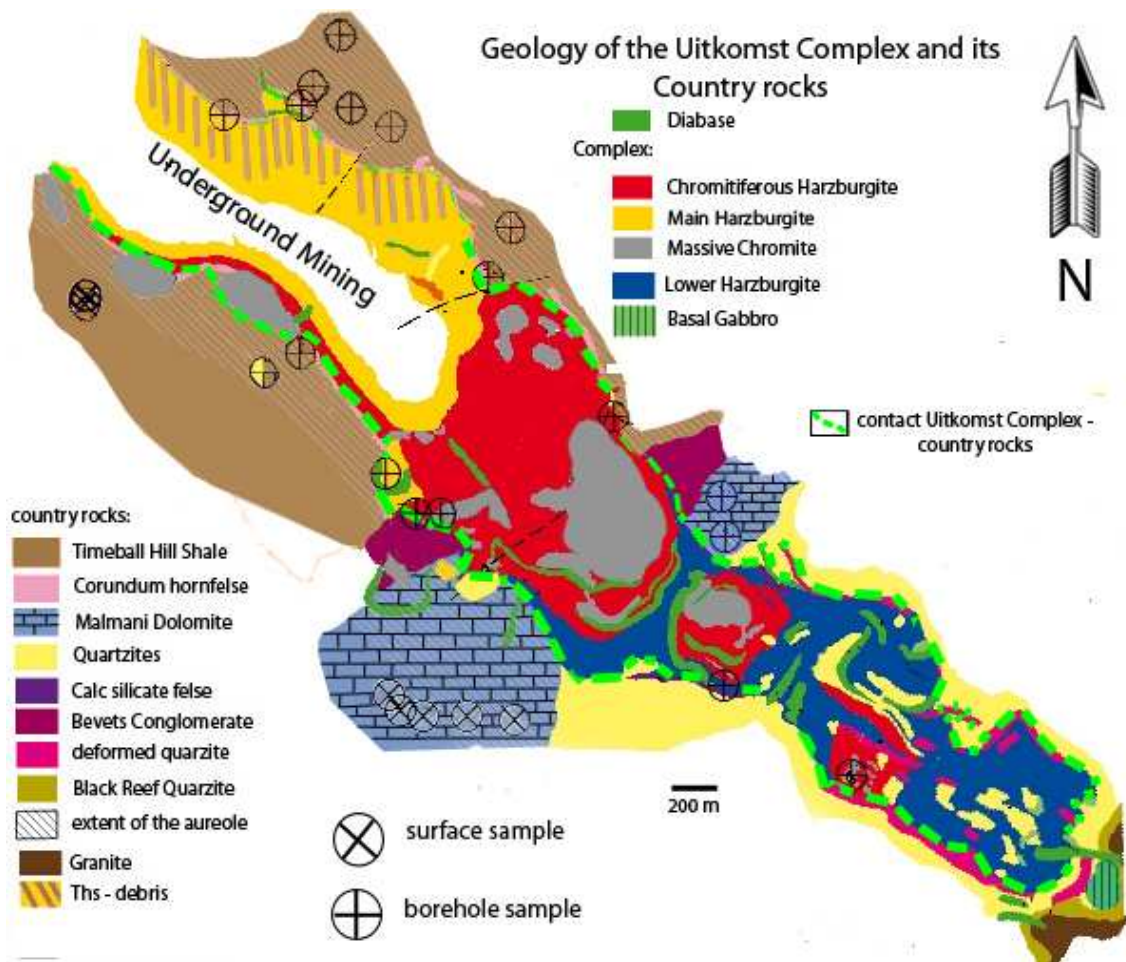 Geology of the Uitkomst Complex and its
Country rocks
Diabase
Complex:
Chromitiferous Harzburgite
Main Harzburgite
Massive Chromite
Lower Harzburgite
Basal Gabbro
N
Underground Mining
contact Uitkomst Complex -
country rocks
country rocks:
Timeball Hill Shale
Corundum hornfelse
Malmani Dolomite
Quartzites
Calc silicate felse
Bevets Conglomerate
deformed quarzite
Black Reef Quarzite
extent of the aureole
Granite
Ths - debris
200 m
surface sample
borehole sample